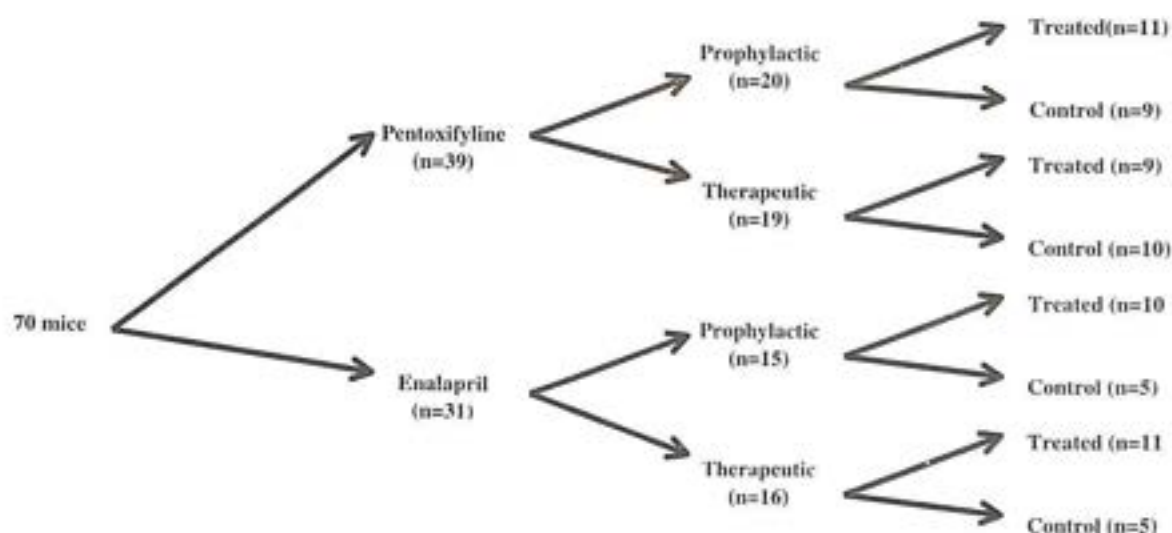 70 mice
Pentoxifyline
(n=39)
Enalapril
(n=31)
Prophylactic
(n=20)
Therapeutic
(n=19)
Prophylactic
(n=15)
Therapeutic
(n=16)
Treated(n=11)
Control (n=9)
Treated (n=9)
Control (n=10)
Treated (n=10
Control (n=5)
Treated (n=11
Control (n=5)